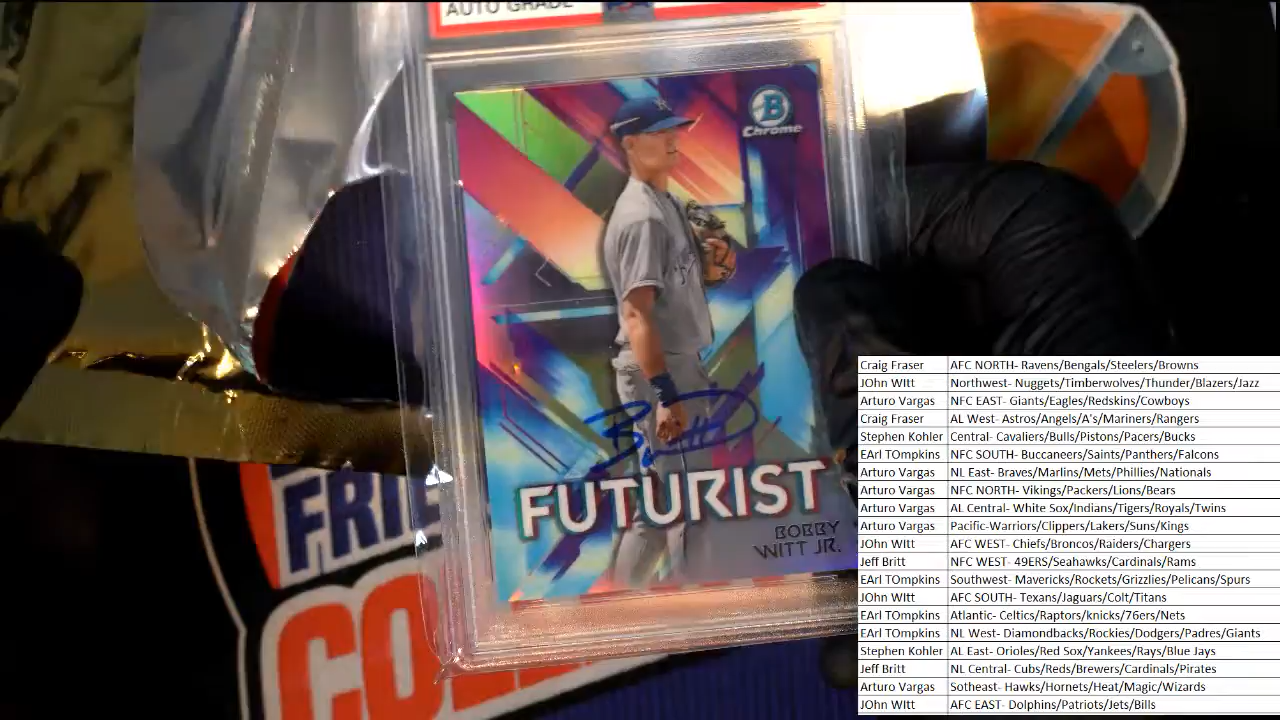 AUTO GRADE
B
Chrome
FUTURIST
BOBBY
WITT JR.
Craig Fraser AFC NORTH- Ravens/Bengals/Steelers/Browns
JOhn WItt Northwest- Nuggets/Timberwolves/Thunder/Blazers/Jazz
Arturo Vargas NFC EAST- Giants/Eagles/Redskins/Cowboys
Craig Fraser AL West- Astros/Angels/A's/Mariners/Rangers
Stephen Kohler Central- Cavaliers/Bulls/Pistons/Pacers/Bucks
EArl TOmpkins NFC SOUTH- Buccaneers/Saints/Panthers/Falcons
Arturo Vargas NL East- Braves/Marlins/Mets/Phillies/Nationals
Arturo Vargas NFC NORTH- Vikings/Packers/Lions/Bears
Arturo Vargas AL Central- White Sox/Indians/Tigers/Royals/Twins
Arturo Vargas Pacific-Warriors/Clippers/Lakers/Suns/Kings
JOhn WItt AFC WEST- Chiefs/Broncos/Raiders/Chargers
Jeff Britt NFC WEST- 49ERS/Seahawks/Cardinals/Rams
EArl TOmpkins Southwest- Mavericks/Rockets/Grizzlies/Pelicans/Spurs
JOhn WItt AFC SOUTH- Texans/Jaguars/Colt/Titans
EArl TOmpkins Atlantic- Celtics/Raptors/knicks/76ers/Nets
EArl TOmpkins NL West- Diamondbacks/Rockies/Dodgers/Padres/Giants
Stephen Kohler AL East- Orioles/Red Sox/Yankees/Rays/Blue Jays
Jeff Britt NL Central- Cubs/Reds/Brewers/Cardinals/Pirates
Arturo Vargas Sotheast- Hawks/Hornets/Heat/Magic/Wizards
JOhn WItt AFC EAST- Dolphins/Patriots/Jets/Bills